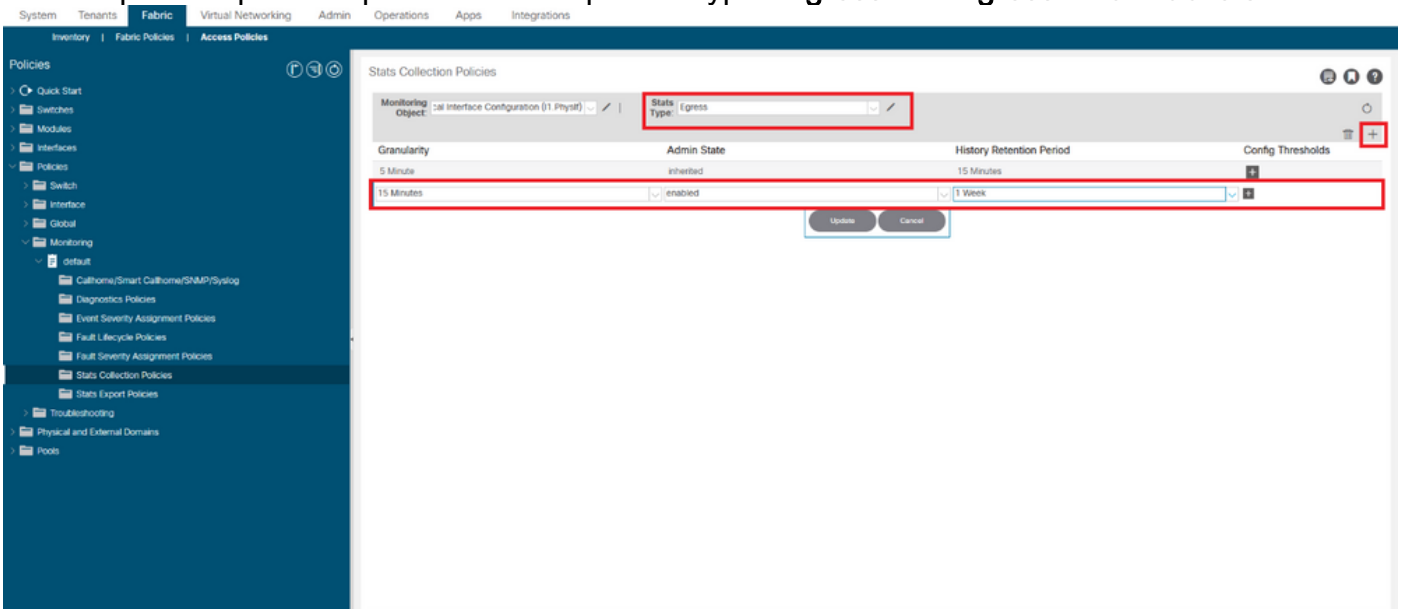 System Tenants Fabric Virtual Networking Admin Operations Apps Integrations
Inventory | Fabric Policies | Access Policies
Policies
Quick Start
Switches
Modules
Interfaces
Policies
Switch
Interface
Global
Monitoring
default
Callhome/Smart Callhome/SNMP/Syslog
Diagnostics Policies
Event Severity Assignment Policies
Fault Lifecycle Policies
Fault Severity Assignment Policies
Stats Collection Policies
Stats Export Policies
Troubleshooting
Physical and External Domains
Pools
Stats Collection Policies
Monitoring Object: cal Interface Configuration (l1.PhysIf) | Stats Type: Egress
Granularity Admin State History Retention Period Config Thresholds
5 Minute inherited 15 Minutes
15 Minutes enabled 1 Week
Update Cancel